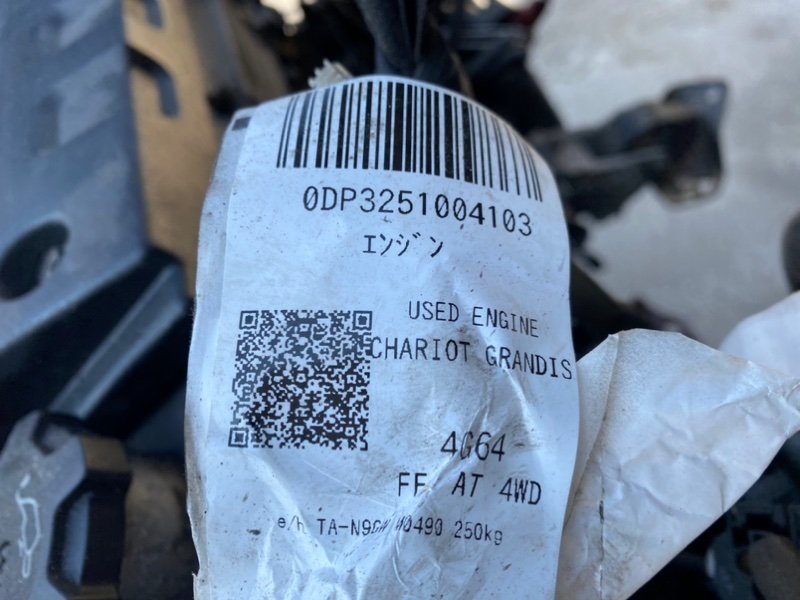 0DP3251004103
ｴﾝｼﾞﾝ
USED ENGINE
CHARIOT GRANDIS
4G64
FF AT 4WD
e/h 250kg